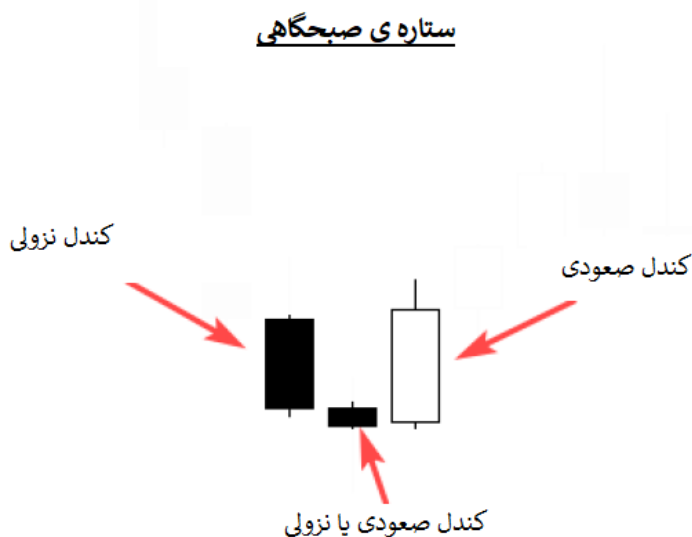 ستاره ی صبحگاهی
کندل نزولی
کندل صعودی
کندل صعودی یا نزولی